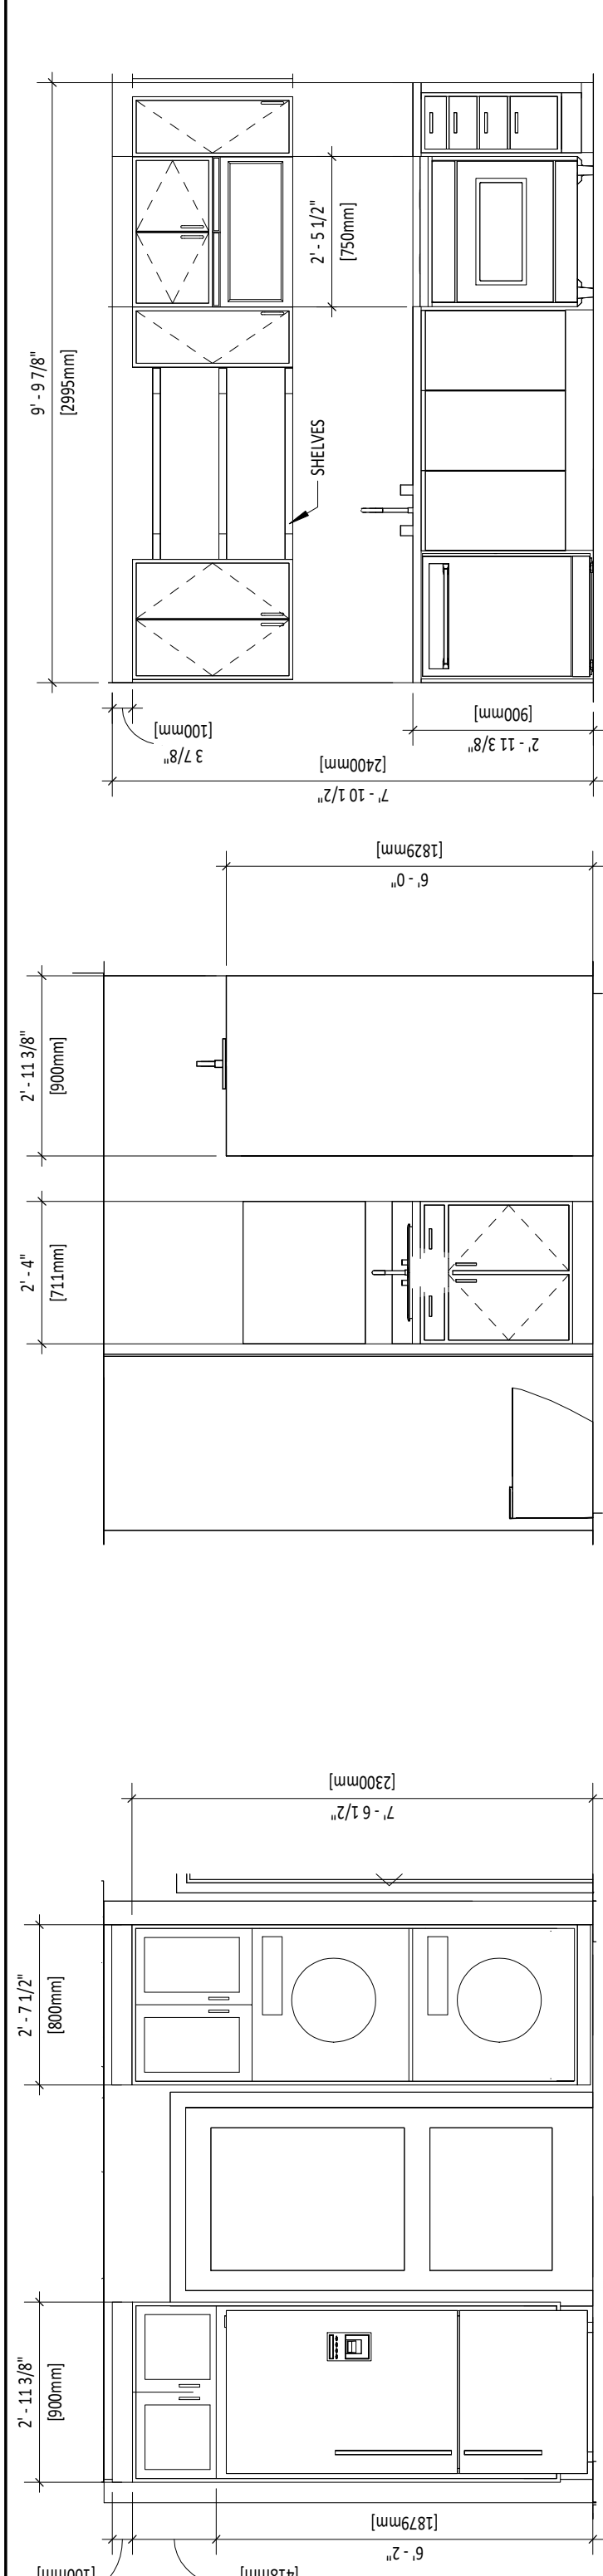 9' - 9 7/8"
[2995mm]
2' - 5 1/2"
[750mm]
SHELVES
3 7/8"
[100mm]
7' - 10 1/2"
[2400mm]
2' - 11 3/8"
[900mm]
6' - 0"
[1829mm]
2' - 11 3/8"
[900mm]
2' - 4"
[711mm]
7' - 6 1/2"
[2300mm]
2' - 7 1/2"
[800mm]
2' - 11 3/8"
[900mm]
6' - 2"
[1879mm]
[100mm]
[418mm]